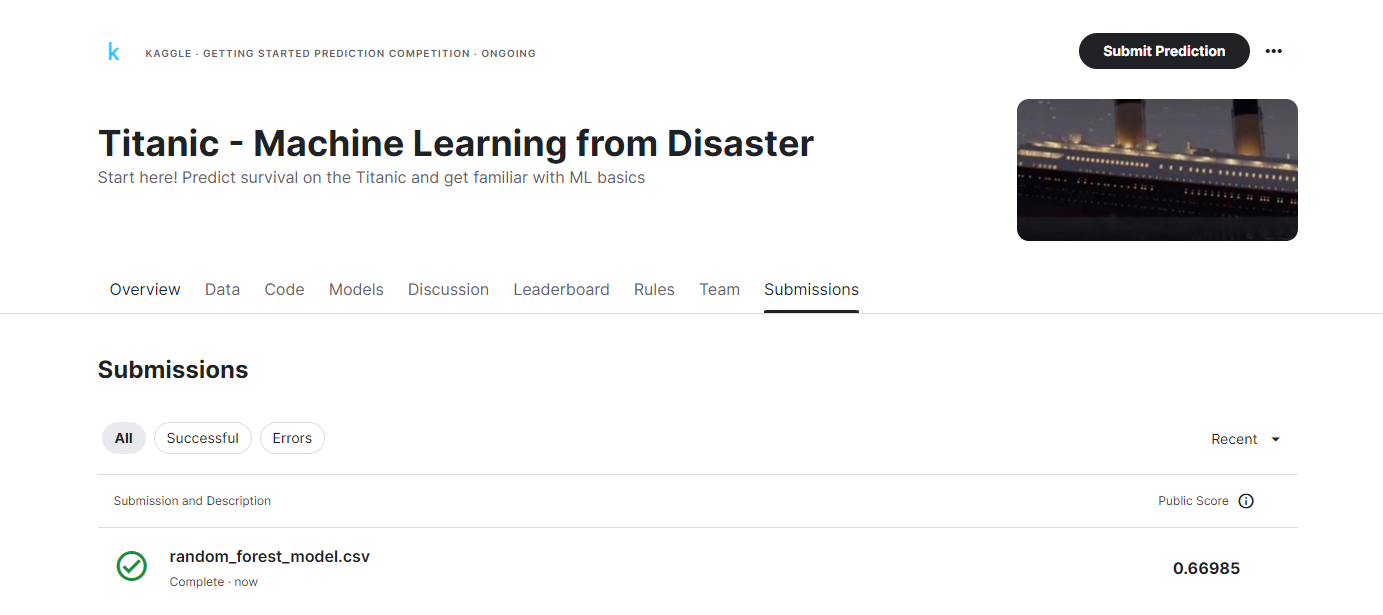 k
KAGGLE · GETTING STARTED PREDICTION COMPETITION · ONGOING
Submit Prediction
Titanic - Machine Learning from Disaster
Start here! Predict survival on the Titanic and get familiar with ML basics
Overview Data Code Models Discussion Leaderboard Rules Team Submissions
Submissions
All Successful Errors
Recent
Submission and Description Public Score
random_forest_model.csv
Complete · now
0.66985